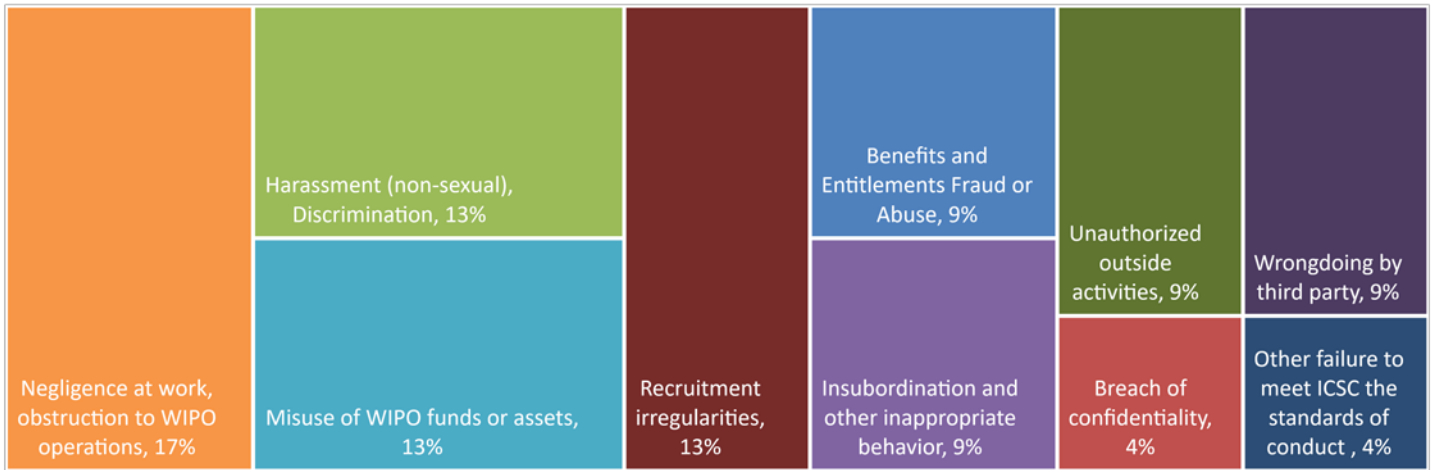 Negligence at work,
obstruction to WIPO
operations, 17%
Harassment (non-sexual),
Discrimination, 13%
Misuse of WIPO funds or assets,
13%
Recruitment
irregularities,
13%
Benefits and
Entitlements Fraud or
Abuse, 9%
Insubordination and
other inappropriate
behavior, 9%
Unauthorized
outside
activities, 9%
Breach of
confidentiality,
4%
Wrongdoing by
third party, 9%
Other failure to
meet ICSC the
standards of
conduct , 4%